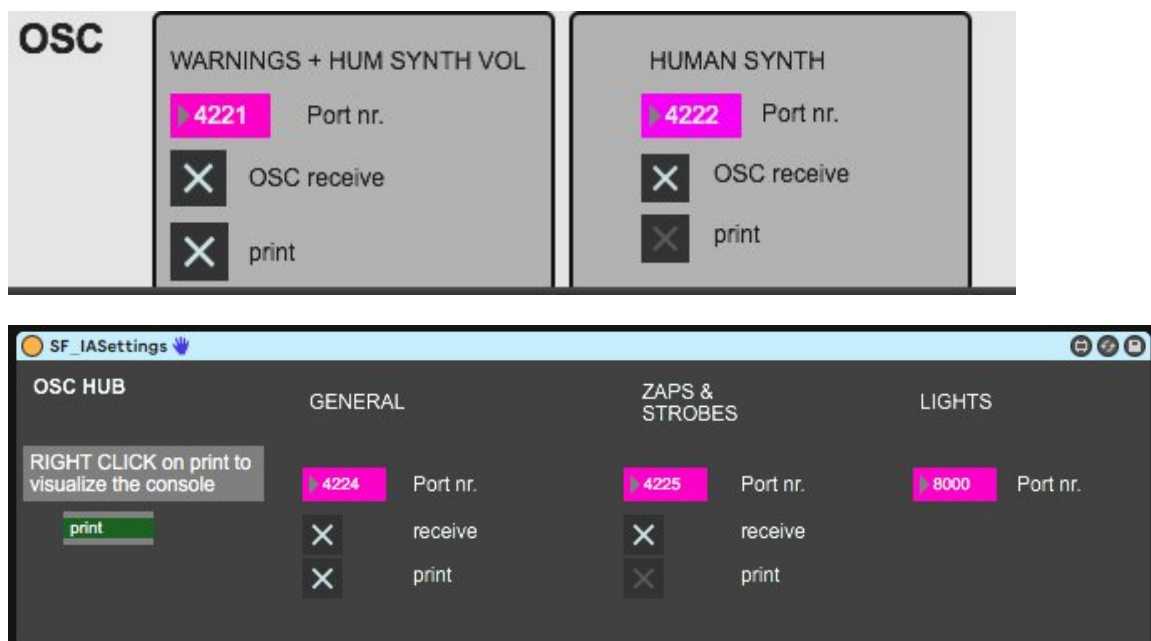 OSC
WARNINGS + HUM SYNTH VOL
4221 Port nr.
OSC receive
print
HUMAN SYNTH
4222 Port nr.
OSC receive
print
SF_IASettings
OSC HUB
RIGHT CLICK on print to
visualize the console
print
GENERAL
4224 Port nr.
receive
print
ZAPS &
STROBES
4225 Port nr.
receive
print
LIGHTS
8000 Port nr.